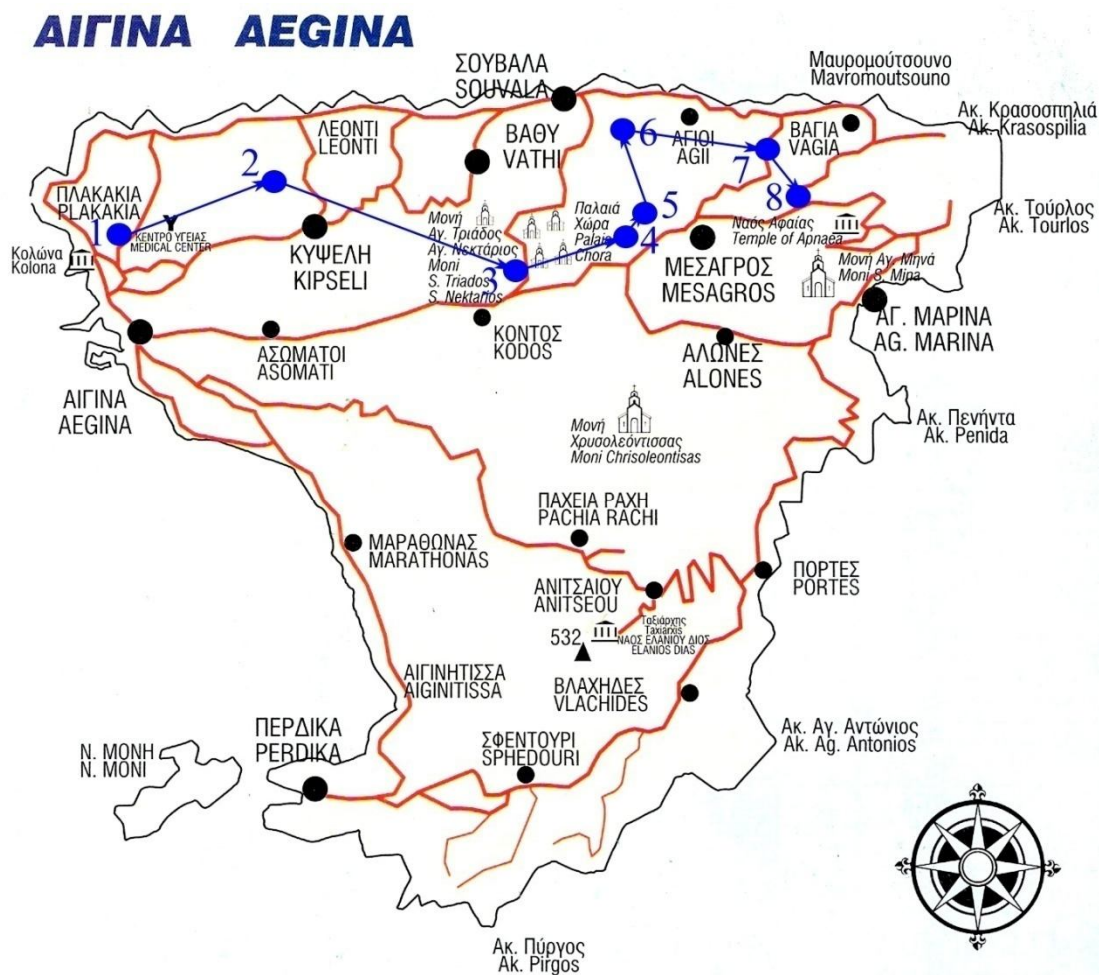 ΑΙΓΙΝΑ AEGINA
Μαυρομούτσουνο
Mavromoutsouno
ΣΟΥΒΑΛΑ
SOUVALA
Ακ. Κρασοσπηλιά
Ak. Krasospilia
ΛΕΟΝΤΙ
LEONTI
ΒΑΘΥ
VATHI
6
ΑΓΙΟΙ
AGII
ΒΑΓΙΑ
VAGIA
7
2
ΠΛΑΚΑΚΙΑ
PLAKAKIA
1
ΚΕΝΤΡΟ ΥΓΕΙΑΣ
MEDICAL CENTER
8
5
4
Κολώνα
Kolona
ΚΥΨΕΛΗ
KIPSELI
Μονή
Αγ. Τριάδος
Αγ. Νεκτάριος
Moni
S. Triados
S. Nektarios
3
Παλαιά
Χώρα
Palaia
Chora
Ναός Αφαίας
Temple of Aphaea
Ακ. Τούρλος
Ak. Tourlos
ΜΕΣΑΓΡΟΣ
MESAGROS
Μονή Αγ. Μηνά
Moni S. Mina
ΑΓ. ΜΑΡΙΝΑ
AG. MARINA
ΑΣΩΜΑΤΟΙ
ASOMATI
ΚΟΝΤΟΣ
KODOS
ΑΛΩΝΕΣ
ALONES
ΑΙΓΙΝΑ
AEGINA
Μονή
Χρυσολεόντισσας
Moni Chrisoleontisas
Ακ. Πενήντα
Ak. Penida
ΠΑΧΕΙΑ ΡΑΧΗ
PACHIA RACHI
ΜΑΡΑΘΩΝΑΣ
MARATHONAS
ΠΟΡΤΕΣ
PORTES
ΑΝΙΤΣΑΙΟΥ
ANITSEOU
532
Ταξιάρχης
Taxiarxis
ΝΑΟΣ ΕΛΑΝΙΟΥ ΔΙΟΣ
ELANIOS DIAS
ΑΙΓΙΝΗΤΙΣΣΑ
AIGINITISSA
ΒΛΑΧΗΔΕΣ
VLACHIDES
ΠΕΡΔΙΚΑ
PERDIKA
ΣΦΕΝΤΟΥΡΙ
SPHEDOURI
Ακ. Αγ. Αντώνιος
Ak. Ag. Antonios
Ν. ΜΟΝΗ
N. MONI
Ακ. Πύργος
Ak. Pirgos